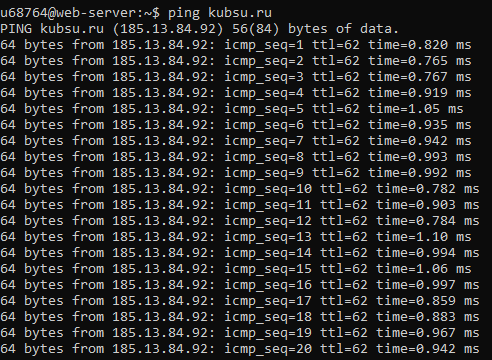 u68764@web-server:~$ ping kubsu.ru
PING kubsu.ru (185.13.84.92) 56(84) bytes of data.
64 bytes from 185.13.84.92: icmp_seq=1 ttl=62 time=0.820 ms
64 bytes from 185.13.84.92: icmp_seq=2 ttl=62 time=0.765 ms
64 bytes from 185.13.84.92: icmp_seq=3 ttl=62 time=0.767 ms
64 bytes from 185.13.84.92: icmp_seq=4 ttl=62 time=0.919 ms
64 bytes from 185.13.84.92: icmp_seq=5 ttl=62 time=1.05 ms
64 bytes from 185.13.84.92: icmp_seq=6 ttl=62 time=0.935 ms
64 bytes from 185.13.84.92: icmp_seq=7 ttl=62 time=0.942 ms
64 bytes from 185.13.84.92: icmp_seq=8 ttl=62 time=0.993 ms
64 bytes from 185.13.84.92: icmp_seq=9 ttl=62 time=0.992 ms
64 bytes from 185.13.84.92: icmp_seq=10 ttl=62 time=0.782 ms
64 bytes from 185.13.84.92: icmp_seq=11 ttl=62 time=0.903 ms
64 bytes from 185.13.84.92: icmp_seq=12 ttl=62 time=0.784 ms
64 bytes from 185.13.84.92: icmp_seq=13 ttl=62 time=1.10 ms
64 bytes from 185.13.84.92: icmp_seq=14 ttl=62 time=0.994 ms
64 bytes from 185.13.84.92: icmp_seq=15 ttl=62 time=1.06 ms
64 bytes from 185.13.84.92: icmp_seq=16 ttl=62 time=0.997 ms
64 bytes from 185.13.84.92: icmp_seq=17 ttl=62 time=0.859 ms
64 bytes from 185.13.84.92: icmp_seq=18 ttl=62 time=0.883 ms
64 bytes from 185.13.84.92: icmp_seq=19 ttl=62 time=0.967 ms
64 bytes from 185.13.84.92: icmp_seq=20 ttl=62 time=0.942 ms